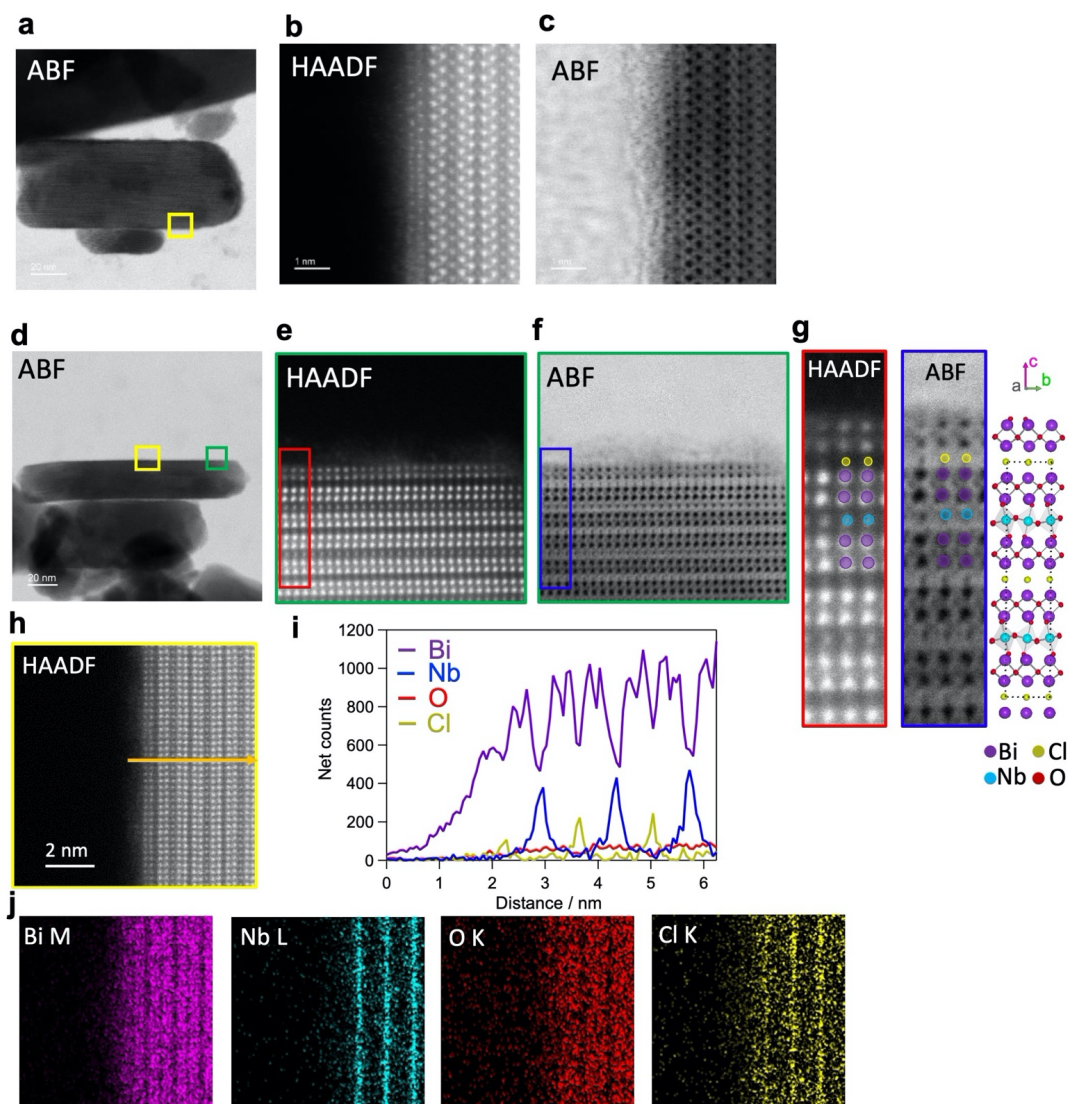 a
ABF
20 nm
b
HAADF
1 nm
c
ABF
1 nm
d
ABF
20 nm
e
HAADF
f
ABF
g
HAADF
ABF
c
a
b
Bi
Cl
Nb
O
h
HAADF
2 nm
i
Bi
Nb
O
Cl
Net counts
1200
1000
800
600
400
200
0
0 1 2 3 4 5 6
Distance / nm
j
Bi M
Nb L
O K
Cl K